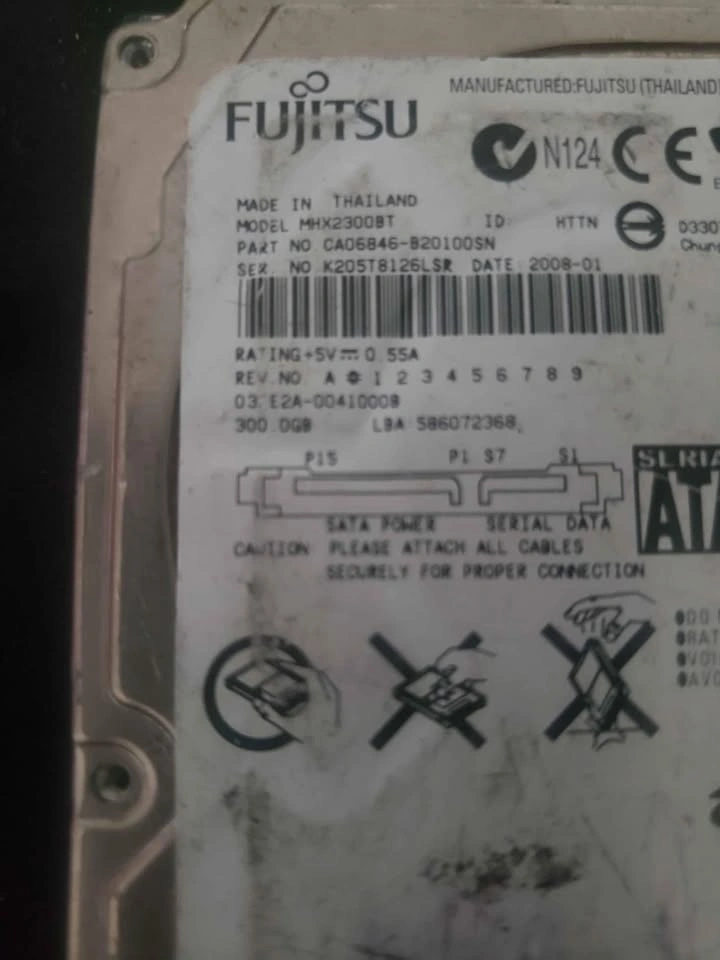 FUJITSU
MANUFACTURED:FUJITSU (THAILAND)
N124 CE
MADE IN THAILAND
MODEL MHX2300BT ID: HTTN
D330
PART NO. CA06846-B20100SN
SER. NO. K205T8126LSR DATE 2008-01
RATING+5V⎓0.55A
REV.NO. A 0 1 2 3 4 5 6 7 8 9
300.0GB LBA 586072368
P15 P1 S7 S1
SATA POWER SERIAL DATA
CAUTION PLEASE ATTACH ALL CABLES
SECURELY FOR PROPER CONNECTION